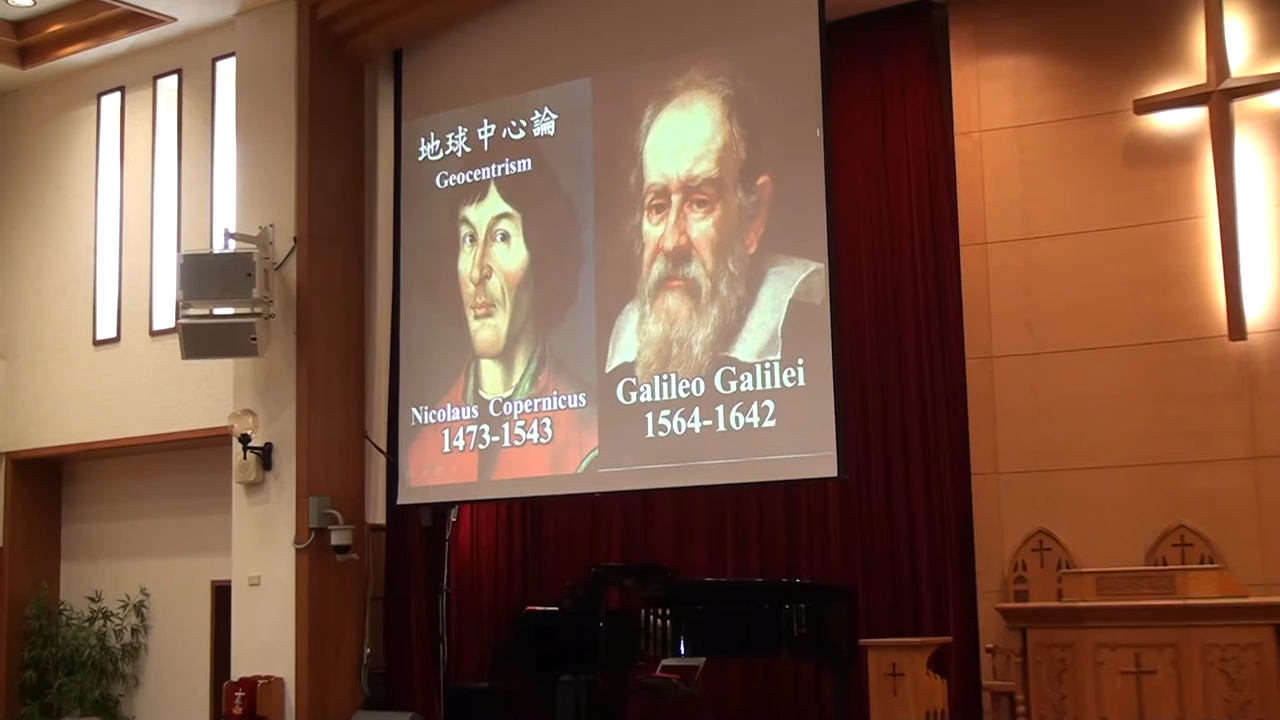 地球中心論
Geocentrism
Nicolaus Copernicus
1473-1543
Galileo Galilei
1564-1642